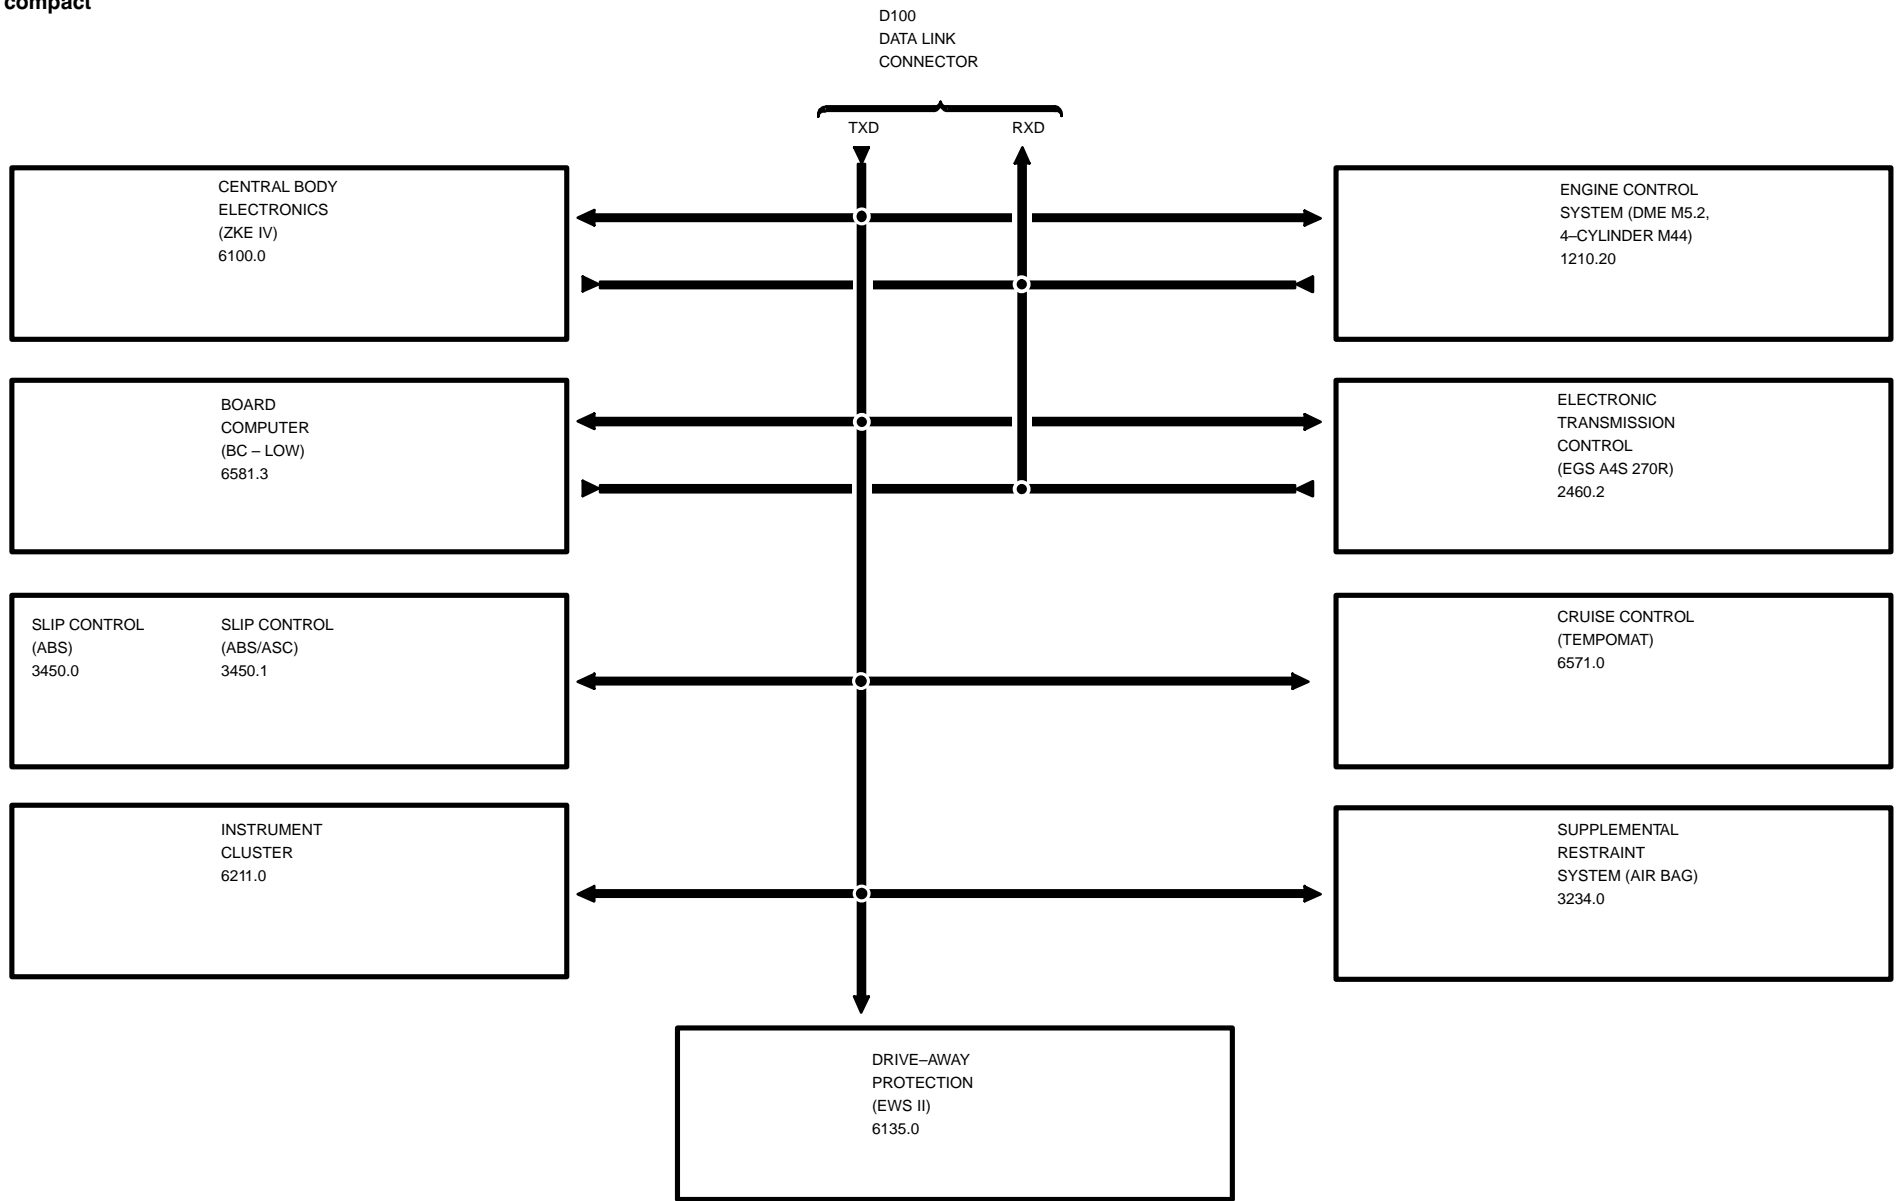 compact
D100
DATA LINK
CONNECTOR
TXD
RXD
CENTRAL BODY
ELECTRONICS
(ZKE IV)
6100.0
ENGINE CONTROL
SYSTEM (DME M5.2,
4–CYLINDER M44)
1210.20
BOARD
COMPUTER
(BC – LOW)
6581.3
ELECTRONIC
TRANSMISSION
CONTROL
(EGS A4S 270R)
2460.2
SLIP CONTROL
(ABS)
3450.0
SLIP CONTROL
(ABS/ASC)
3450.1
CRUISE CONTROL
(TEMPOMAT)
6571.0
INSTRUMENT
CLUSTER
6211.0
SUPPLEMENTAL
RESTRAINT
SYSTEM (AIR BAG)
3234.0
DRIVE–AWAY
PROTECTION
(EWS II)
6135.0